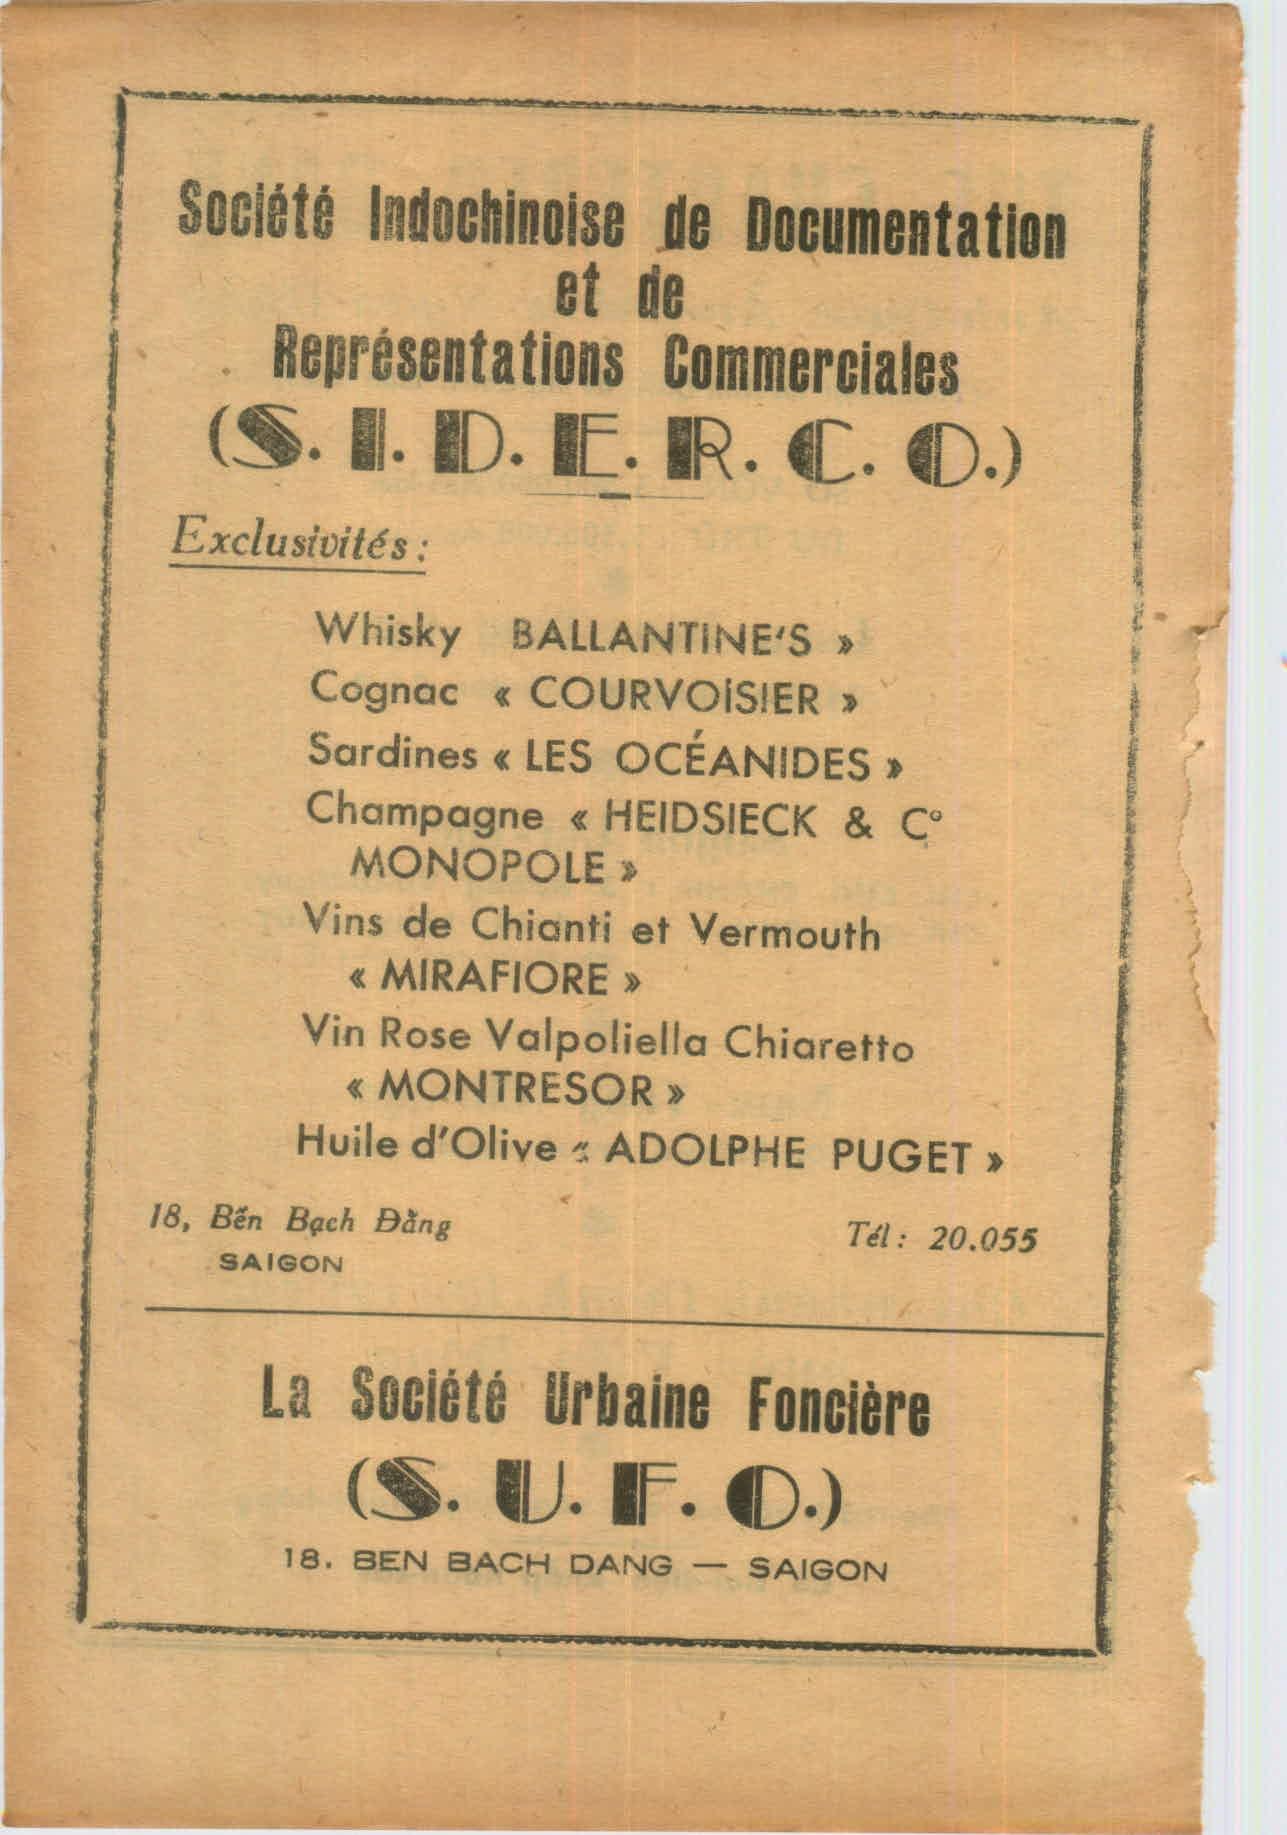 Société Indochinoise de Documentation
et de
Représentations Commerciales
(S. I. D. E. R. C. O.)
Exclusivités :
Whisky BALLANTINE'S »
Cognac « COURVOISIER »
Sardines « LES OCÉANIDES »
Champagne « HEIDSIECK & Cº
MONOPOLE »
Vins de Chianti et Vermouth
« MIRAFIORE »
Vin Rose Valpoliella Chiaretto
« MONTRESOR »
Huile d'Olive « ADOLPHE PUGET »
18, Bến Bạch Đằng
Tél : 20.055
SAIGON
La Société Urbaine Foncière
(S. U. F. O.)
18. BEN BACH DANG — SAIGON